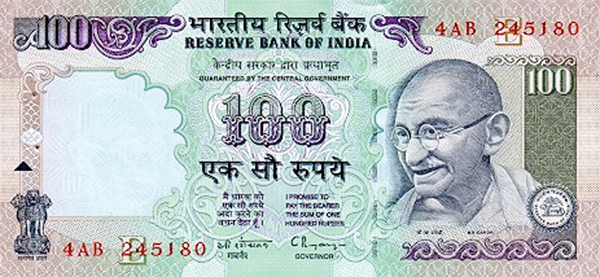 100 भारतीय रिज़र्व बैंक
RESERVE BANK OF INDIA
4AB 245180
E
केन्द्रीय सरकार द्वारा प्रत्याभूत
GUARANTEED BY THE CENTRAL GOVERNMENT
100
100
एक सौ रुपये
मैं धारक को
एक सौ रुपये
अदा करने का
वचन देता हूँ ।
I PROMISE TO
PAY THE BEARER
THE SUM OF ONE
HUNDRED RUPEES
4AB 245180
E
गवर्नर
GOVERNOR